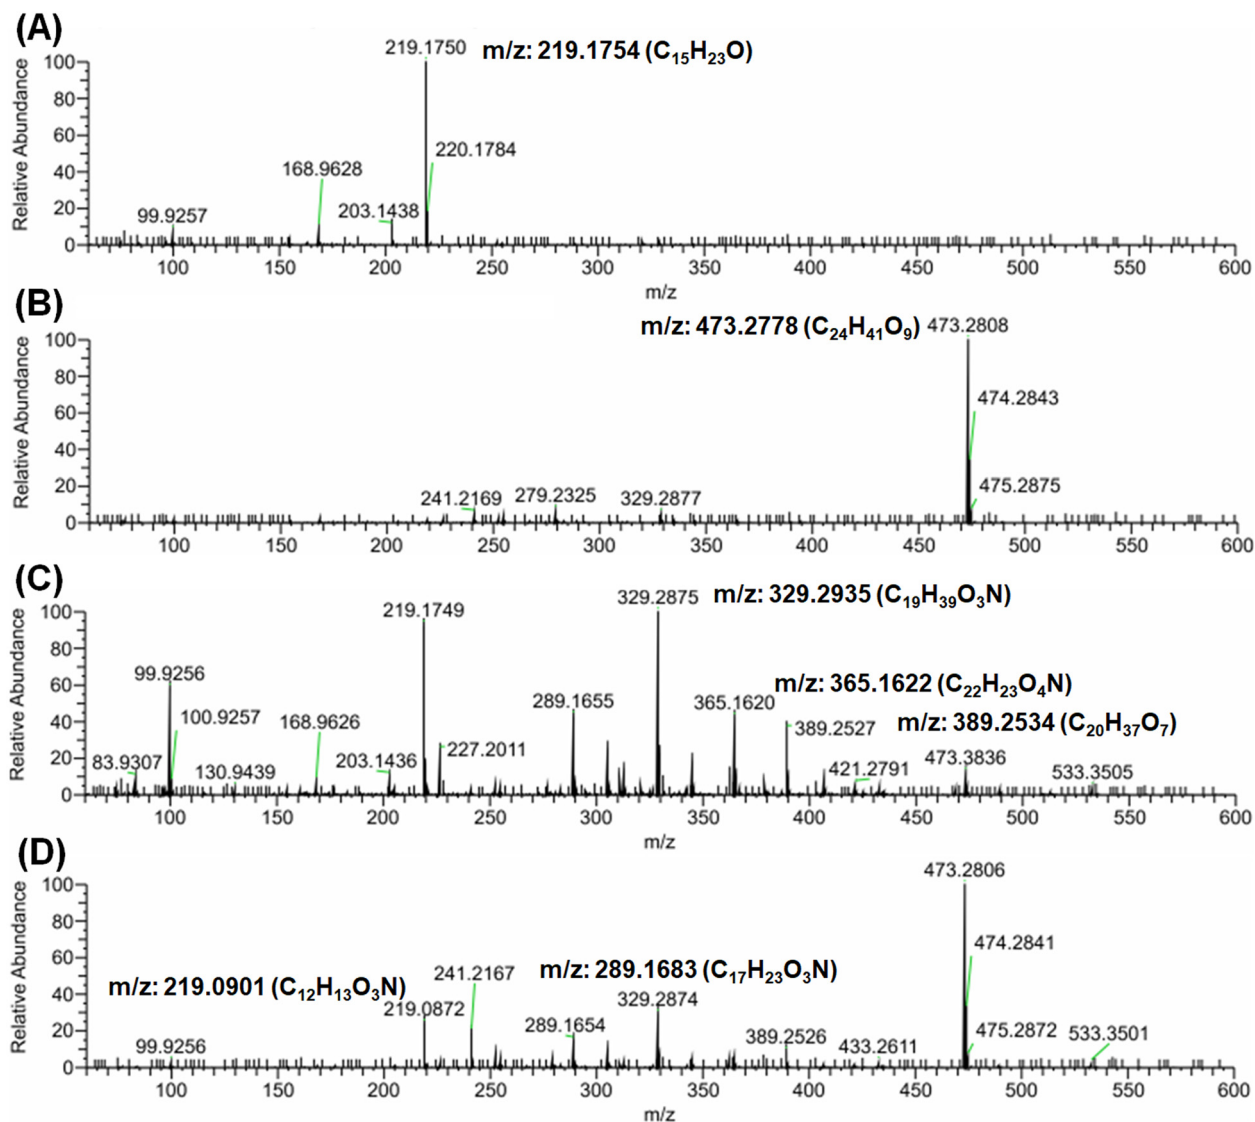 (A)
m/z: 219.1754 (C₁₅H₂₃O)
219.1750
220.1784
168.9628
203.1438
99.9257
Relative Abundance
100
80
60
40
20
0
100 150 200 250 300 350 400 450 500 550 600
m/z
(B)
m/z: 473.2778 (C₂₄H₄₁O₉)
473.2808
474.2843
475.2875
241.2169
279.2325
329.2877
Relative Abundance
100
80
60
40
20
0
100 150 200 250 300 350 400 450 500 550 600
m/z
(C)
329.2875
m/z: 329.2935 (C₁₉H₃₉O₃N)
219.1749
99.9256
m/z: 365.1622 (C₂₂H₂₃O₄N)
289.1655
365.1620
100.9257
168.9626
389.2527
m/z: 389.2534 (C₂₀H₃₇O₇)
83.9307
130.9439
203.1436
227.2011
421.2791
473.3836
533.3505
Relative Abundance
100
80
60
40
20
0
100 150 200 250 300 350 400 450 500 550 600
m/z
(D)
473.2806
474.2841
m/z: 219.0901 (C₁₂H₁₃O₃N)
241.2167
m/z: 289.1683 (C₁₇H₂₃O₃N)
219.0872
329.2874
289.1654
99.9256
389.2526
433.2611
475.2872
533.3501
Relative Abundance
100
80
60
40
20
0
100 150 200 250 300 350 400 450 500 550 600
m/z